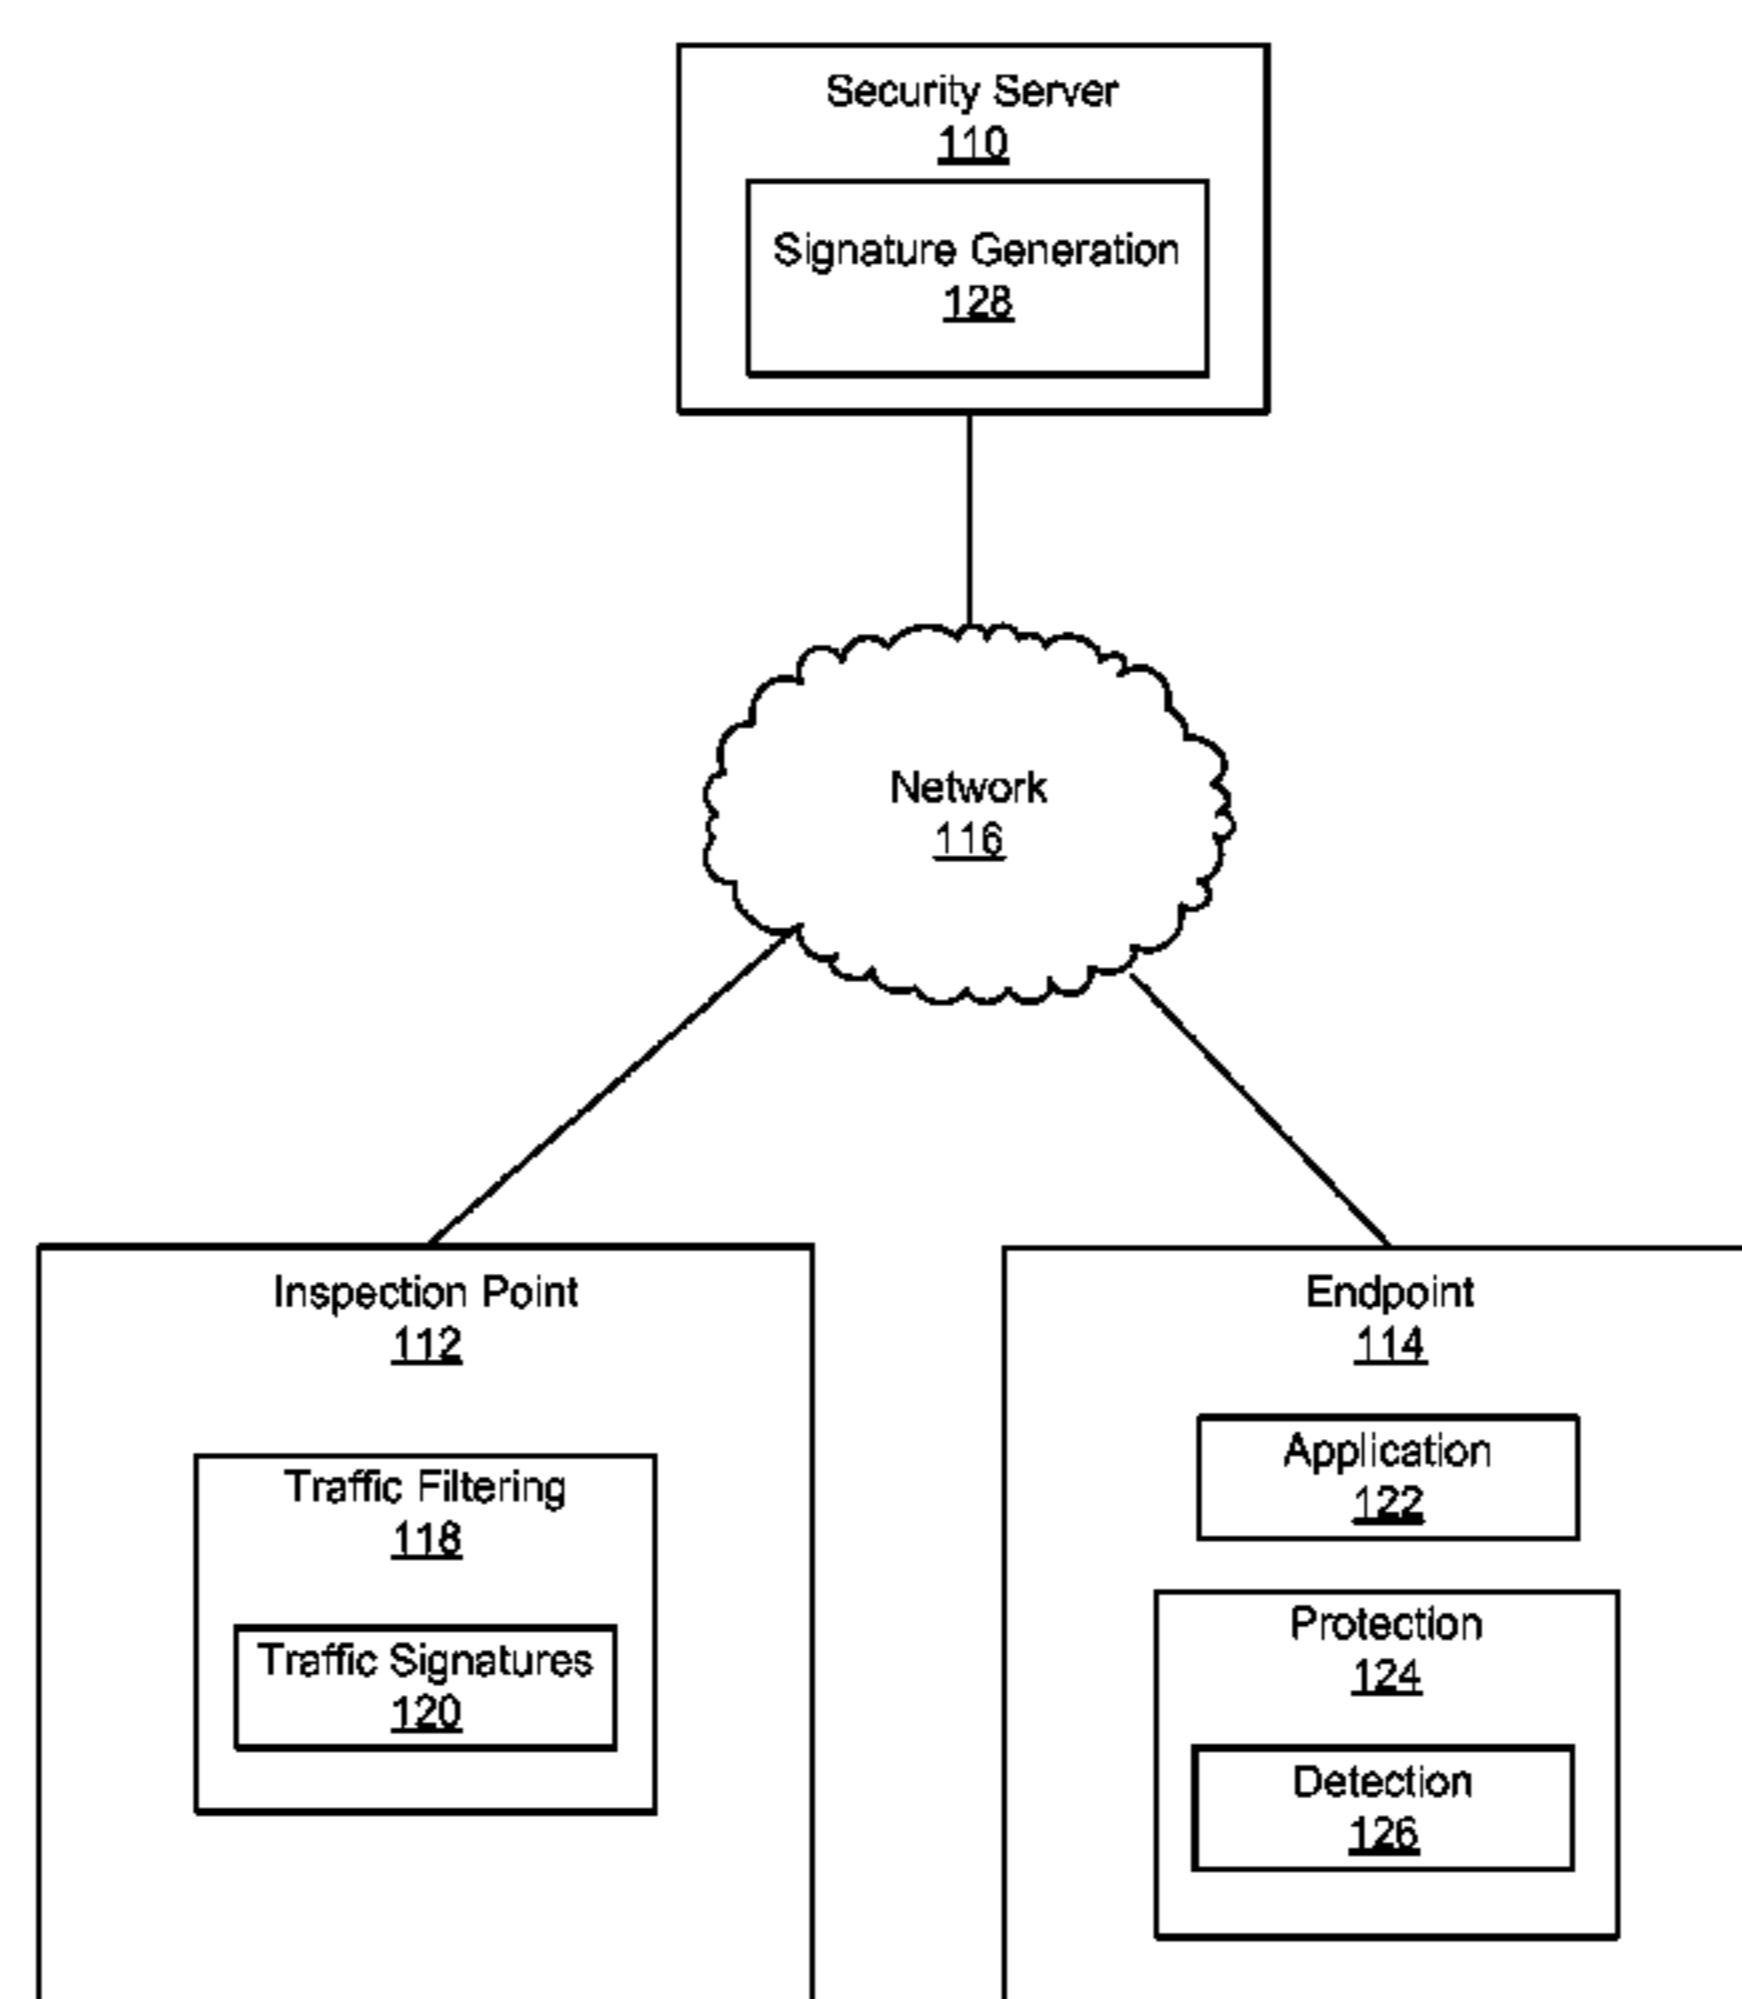 Security Server
110
Signature Generation
128
Network
116
Inspection Point
112
Traffic Filtering
118
Traffic Signatures
120
Endpoint
114
Application
122
Protection
124
Detection
126